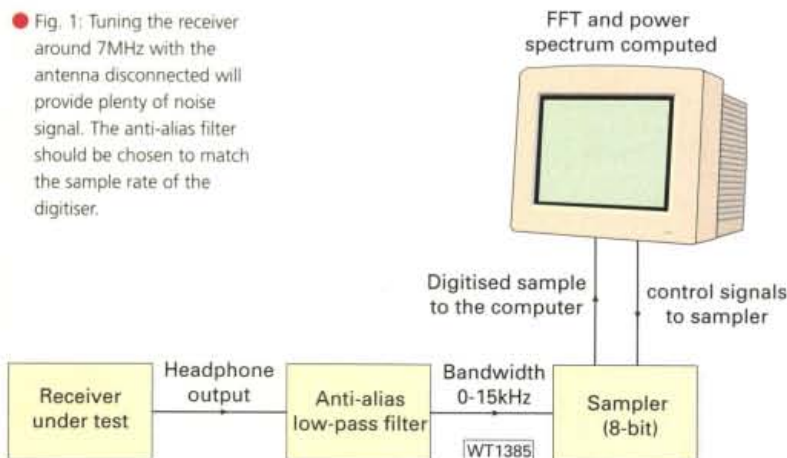 Fig. 1: Tuning the receiver
around 7MHz with the
antenna disconnected will
provide plenty of noise
signal. The anti-alias filter
should be chosen to match
the sample rate of the
digitiser.
FFT and power
spectrum computed
Digitised sample
to the computer
control signals
to sampler
Receiver
under test
Headphone
output
Anti-alias
low-pass filter
Bandwidth
0-15kHz
Sampler
(8-bit)
WT1385